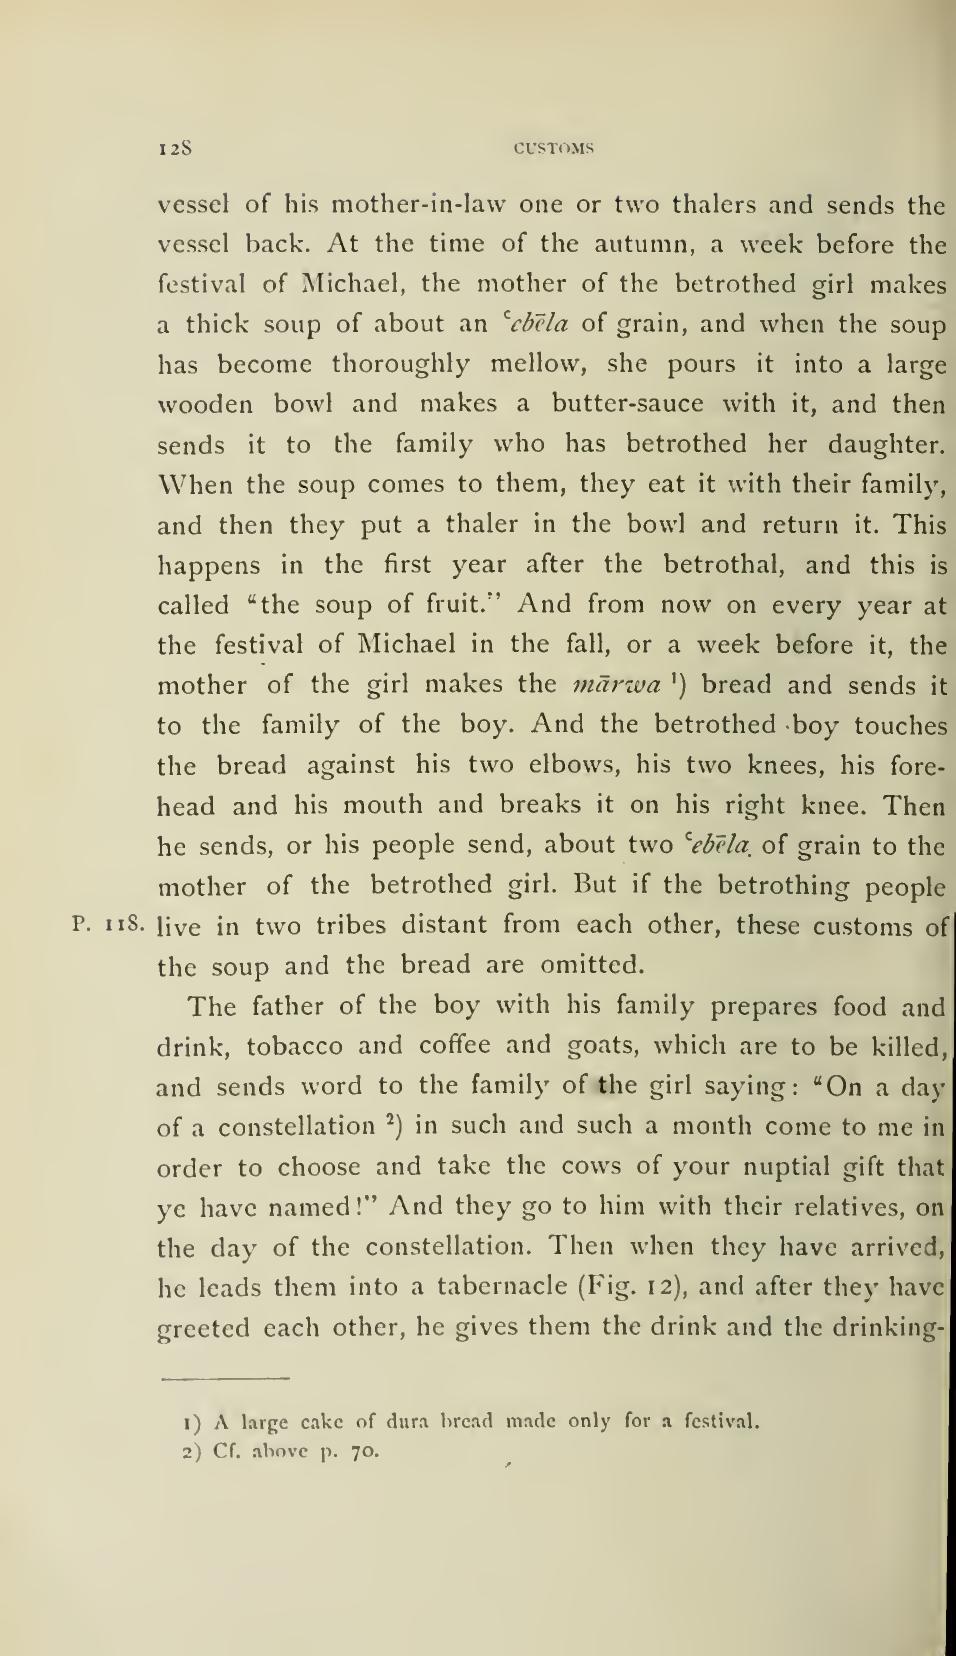 128 CUSTOMS
vessel of his mother-in-law one or two thalers and sends the
vessel back. At the time of the autumn, a week before the
festival of Michael, the mother of the betrothed girl makes
a thick soup of about an ʿebēla of grain, and when the soup
has become thoroughly mellow, she pours it into a large
wooden bowl and makes a butter-sauce with it, and then
sends it to the family who has betrothed her daughter.
When the soup comes to them, they eat it with their family,
and then they put a thaler in the bowl and return it. This
happens in the first year after the betrothal, and this is
called “the soup of fruit.” And from now on every year at
the festival of Michael in the fall, or a week before it, the
mother of the girl makes the mārwa ¹) bread and sends it
to the family of the boy. And the betrothed boy touches
the bread against his two elbows, his two knees, his fore-
head and his mouth and breaks it on his right knee. Then
he sends, or his people send, about two ʿebēla of grain to the
mother of the betrothed girl. But if the betrothing people
P. 118. live in two tribes distant from each other, these customs of
the soup and the bread are omitted.
The father of the boy with his family prepares food and
drink, tobacco and coffee and goats, which are to be killed,
and sends word to the family of the girl saying: “On a day
of a constellation ²) in such and such a month come to me in
order to choose and take the cows of your nuptial gift that
ye have named!” And they go to him with their relatives, on
the day of the constellation. Then when they have arrived,
he leads them into a tabernacle (Fig. 12), and after they have
greeted each other, he gives them the drink and the drinking-
1) A large cake of dura bread made only for a festival.
2) Cf. above p. 70.